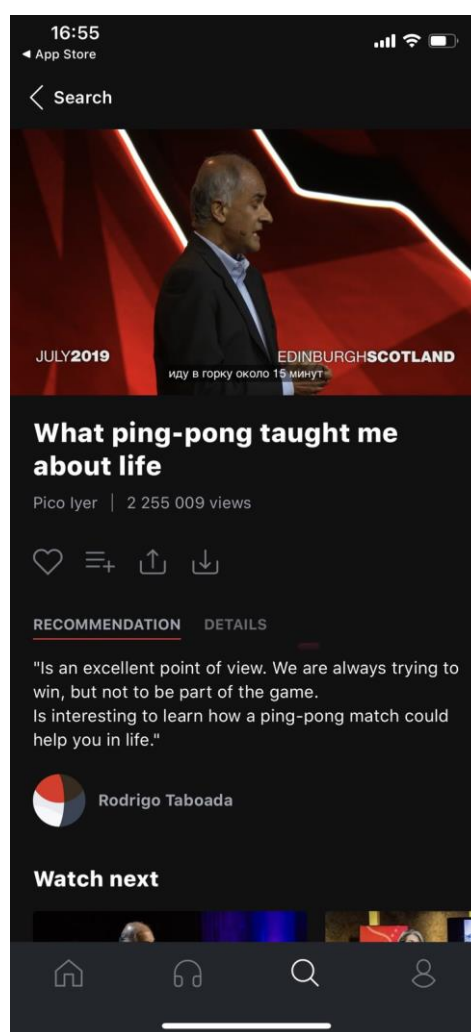 16:55
◄ App Store
Search
JULY2019
EDINBURGHSCOTLAND
иду в горку около 15 минут
What ping-pong taught me
about life
Pico Iyer | 2 255 009 views
RECOMMENDATION DETAILS
"Is an excellent point of view. We are always trying to
win, but not to be part of the game.
Is interesting to learn how a ping-pong match could
help you in life."
Rodrigo Taboada
Watch next